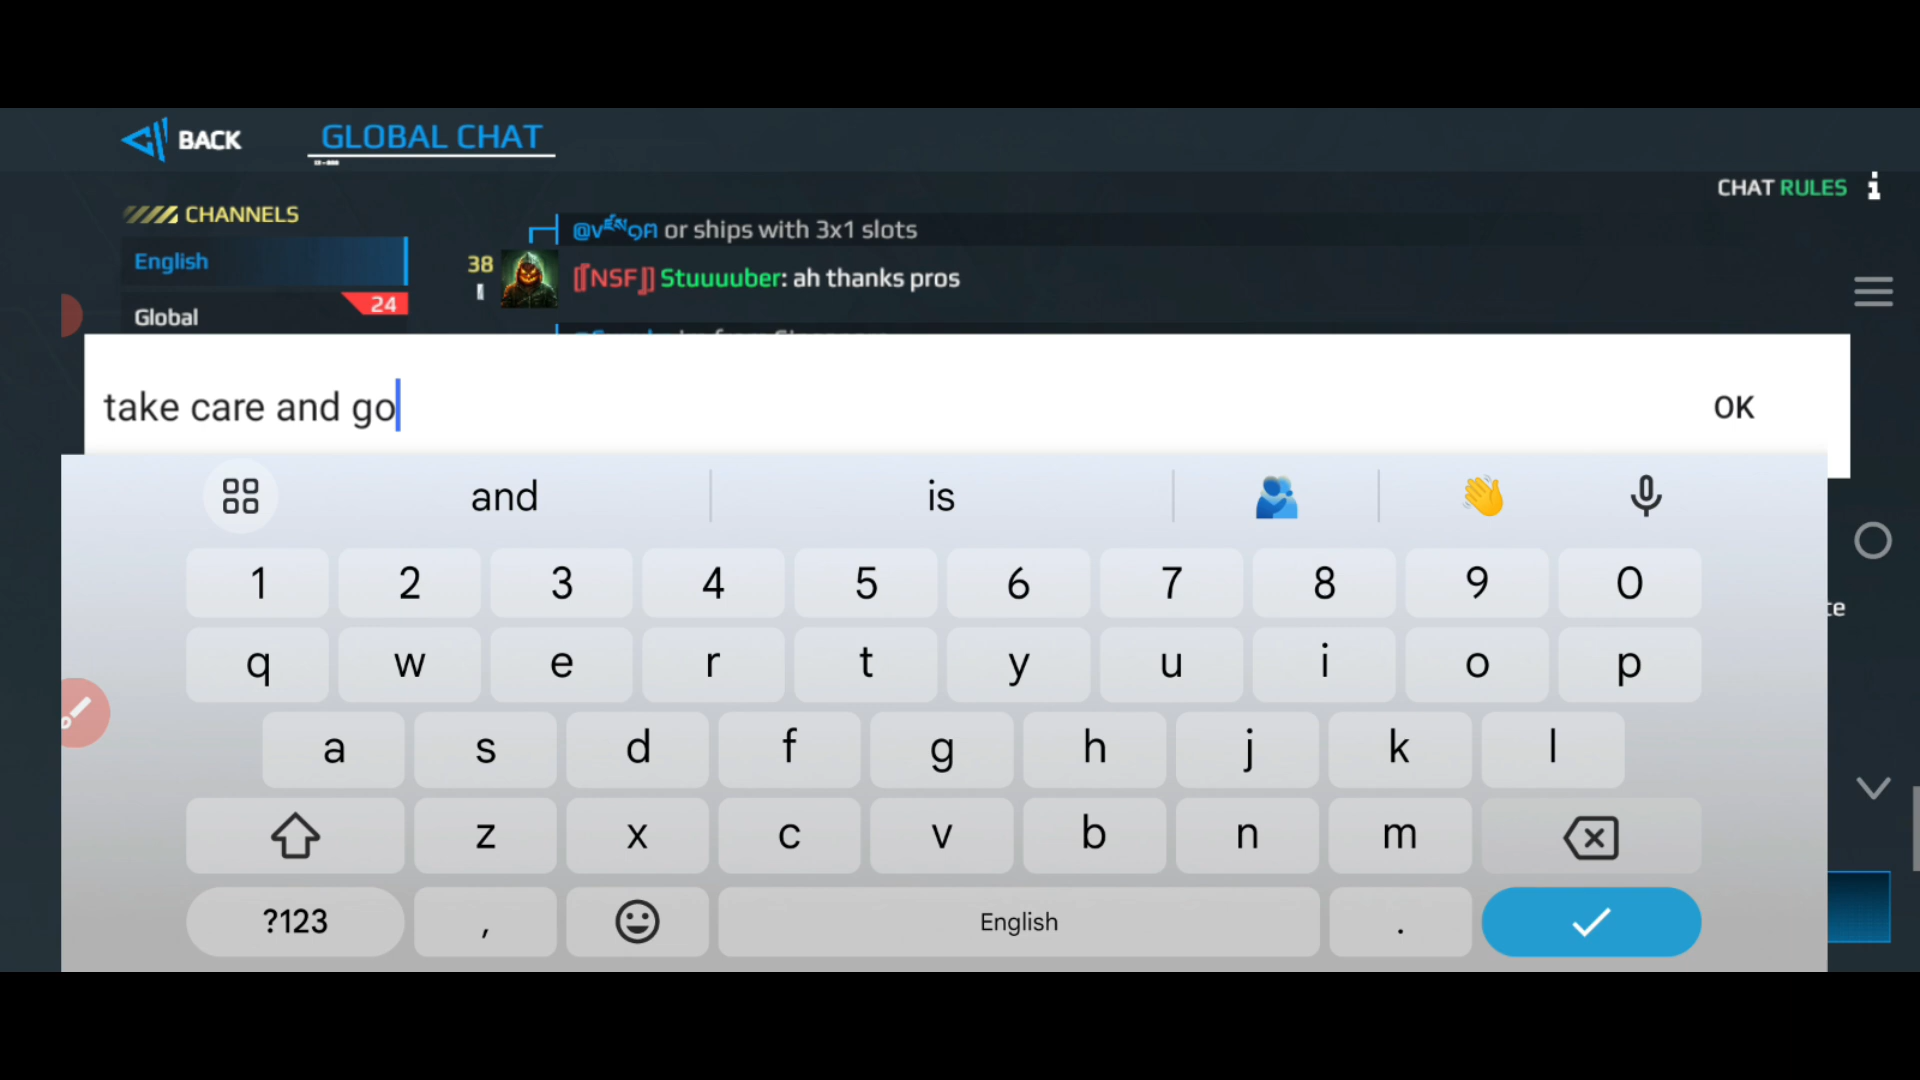 BACK
GLOBAL CHAT
CHAT RULES
CHANNELS
English
or ships with 3x1 slots
38
[[NSF]] Stuuuuber: ah thanks pros
24
Global
take care and go
OK
and
is
1 2 3 4 5 6 7 8 9 0
q w e r t y u i o p
a s d f g h j k l
z x c v b n m
?123
,
English
.